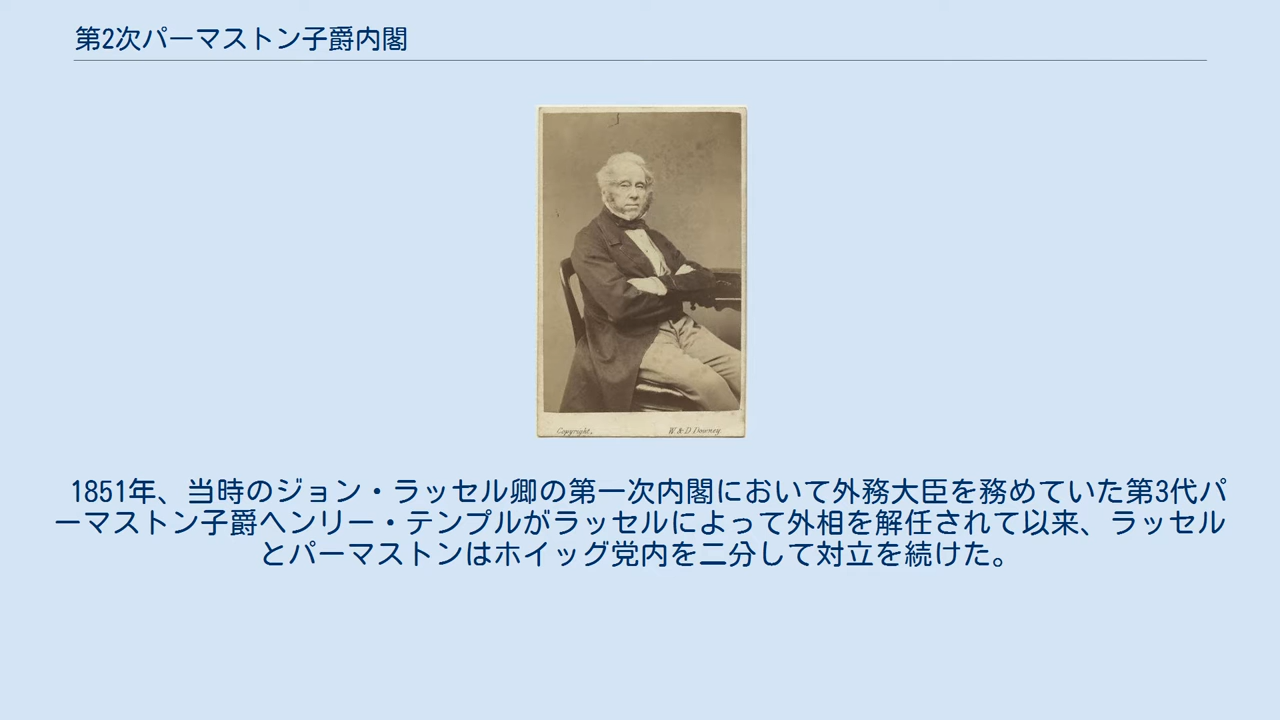 第2次パーマストン子爵内閣
Copyright.
W & D Downey.
1851年、当時のジョン・ラッセル卿の第一次内閣において外務大臣を務めていた第3代パ
ーマストン子爵ヘンリー・テンプルがラッセルによって外相を解任されて以来、ラッセル
とパーマストンはホイッグ党内を二分して対立を続けた。